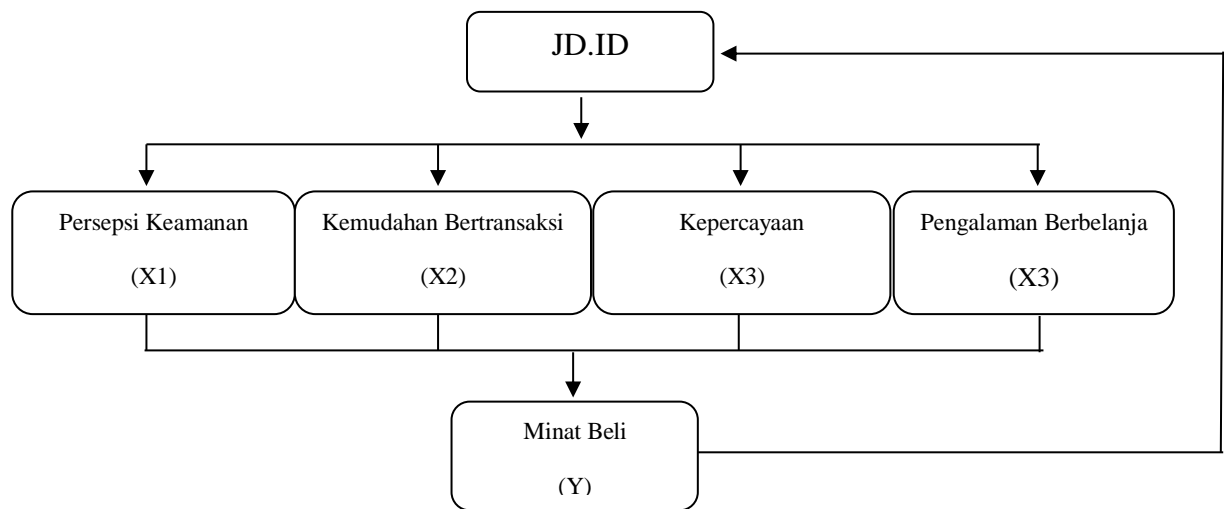 JD.ID
Persepsi Keamanan
(X1)
Kemudahan Bertransaksi
(X2)
Kepercayaan
(X3)
Pengalaman Berbelanja
(X3)
Minat Beli
(Y)